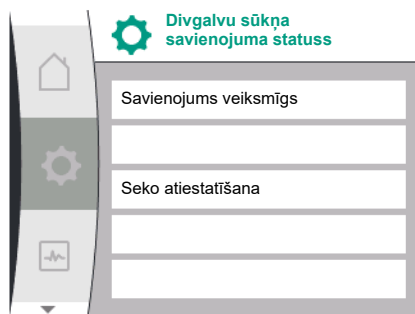 Divgalvu sūkņa
savienojuma statuss
Savienojums veiksmīgs
Seko atiestatīšana